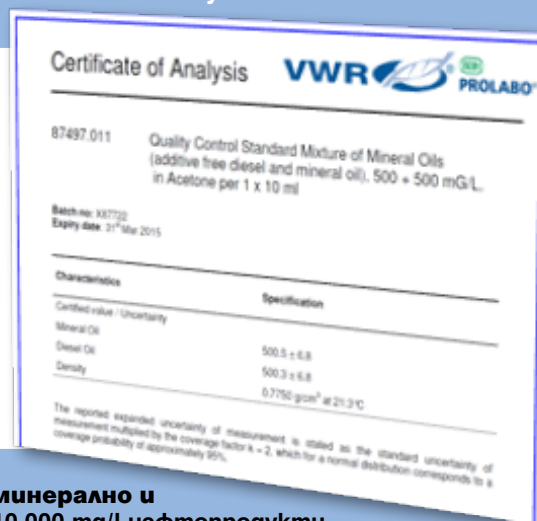 Certificate of Analysis
VWR
PROLABO
87497.011
Quality Control Standard Mixture of Mineral Oils
(additive free diesel and mineral oil), 500 + 500 mG/L,
in Acetone per 1 x 10 ml
Batch no: X87722
Expiry date: 31st Mar 2015
Characteristics
Specification
Certified value / Uncertainty
Mineral Oil
500.5 ± 6.8
Diesel Oil
500.3 ± 6.8
Density
0.7750 g/cm³ at 21.3°C
The reported expanded uncertainty of measurement is stated as the standard uncertainty of
measurement multiplied by the coverage factor k = 2, which for a normal distribution corresponds to a
coverage probability of approximately 95%.
минерално и